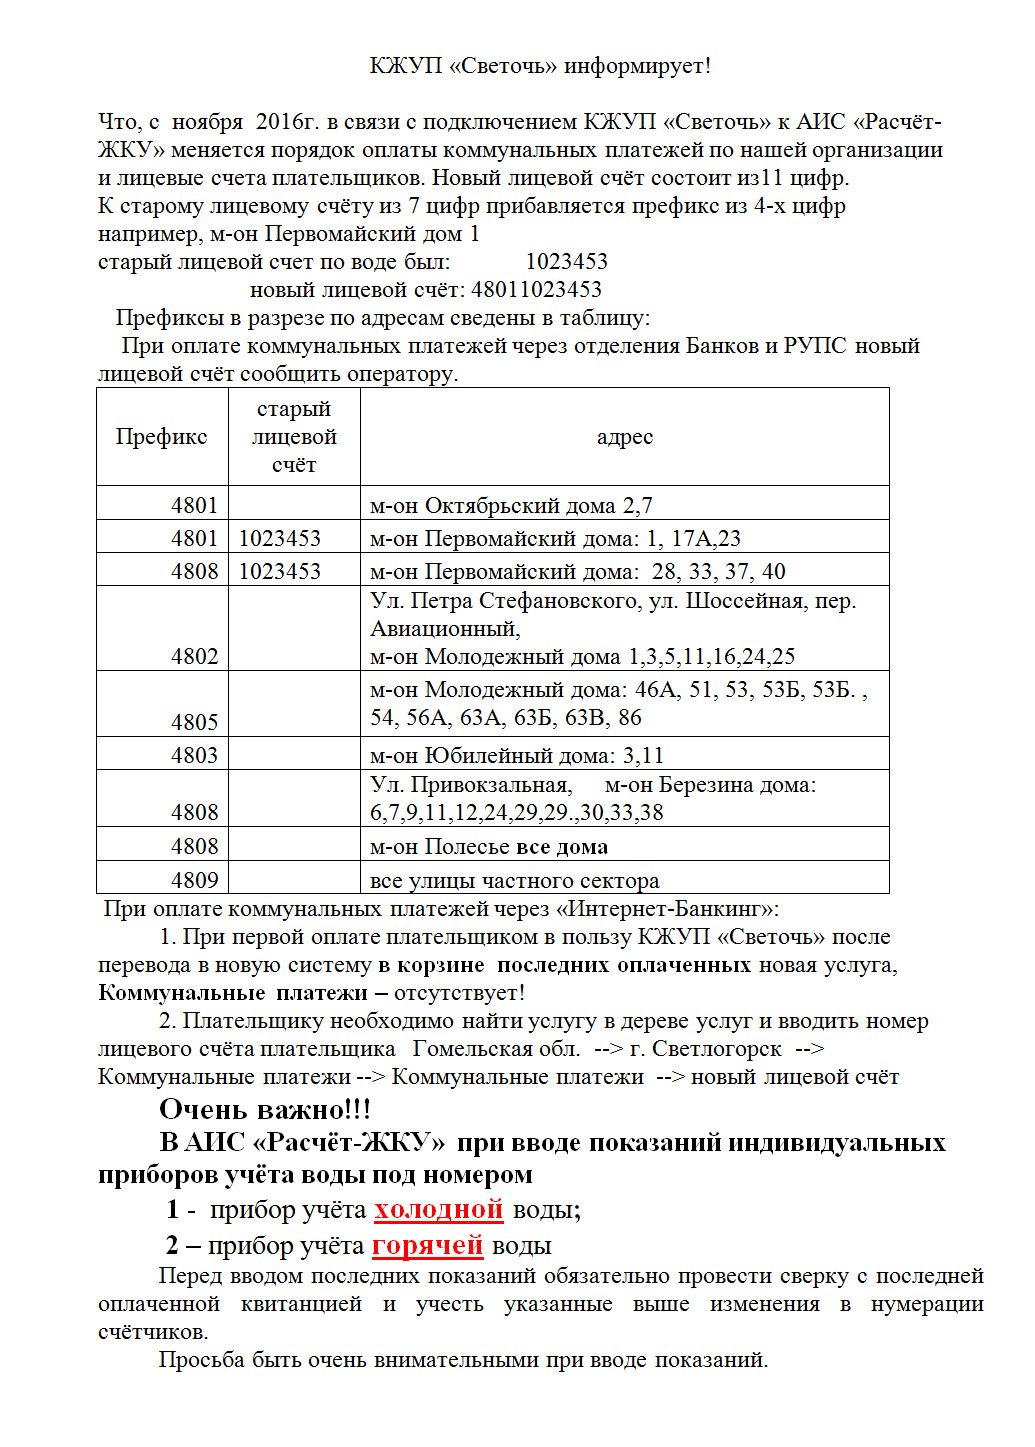 КЖУП «Светочь» информирует!
Что, с ноября 2016г. в связи с подключением КЖУП «Светочь» к АИС «Расчёт-
ЖКУ» меняется порядок оплаты коммунальных платежей по нашей организации
и лицевые счета плательщиков. Новый лицевой счёт состоит из11 цифр.
К старому лицевому счёту из 7 цифр прибавляется префикс из 4-х цифр
например, м-он Первомайский дом 1
старый лицевой счет по воде был: 1023453
новый лицевой счёт: 48011023453
Префиксы в разрезе по адресам сведены в таблицу:
При оплате коммунальных платежей через отделения Банков и РУПС новый
лицевой счёт сообщить оператору.
Префикс
старый
лицевой
счёт
адрес
4801 м-он Октябрьский дома 2,7
4801 1023453 м-он Первомайский дома: 1, 17А,23
4808 1023453 м-он Первомайский дома: 28, 33, 37, 40
Ул. Петра Стефановского, ул. Шоссейная, пер.
Авиационный,
4802 м-он Молодежный дома 1,3,5,11,16,24,25
м-он Молодежный дома: 46А, 51, 53, 53Б, 53Б. ,
4805 54, 56А, 63А, 63Б, 63В, 86
4803 м-он Юбилейный дома: 3,11
Ул. Привокзальная, м-он Березина дома:
4808 6,7,9,11,12,24,29,29.,30,33,38
4808 м-он Полесье все дома
4809 все улицы частного сектора
При оплате коммунальных платежей через «Интернет-Банкинг»:
1. При первой оплате плательщиком в пользу КЖУП «Светочь» после
перевода в новую систему в корзине последних оплаченных новая услуга,
Коммунальные платежи – отсутствует!
2. Плательщику необходимо найти услугу в дереве услуг и вводить номер
лицевого счёта плательщика Гомельская обл. --> г. Светлогорск -->
Коммунальные платежи --> Коммунальные платежи --> новый лицевой счёт
Очень важно!!!
В АИС «Расчёт-ЖКУ» при вводе показаний индивидуальных
приборов учёта воды под номером
1 - прибор учёта холодной воды;
2 – прибор учёта горячей воды
Перед вводом последних показаний обязательно провести сверку с последней
оплаченной квитанцией и учесть указанные выше изменения в нумерации
счётчиков.
Просьба быть очень внимательными при вводе показаний.